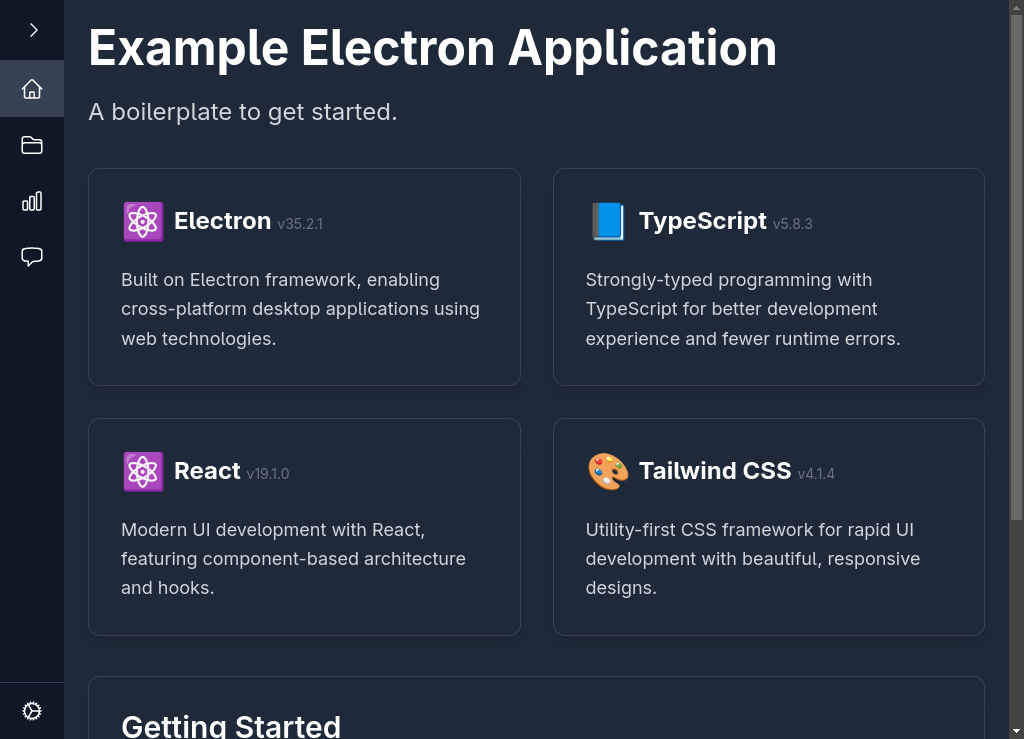 Example Electron Application
A boilerplate to get started.
Electron v35.2.1
Built on Electron framework, enabling
cross-platform desktop applications using
web technologies.
TypeScript v5.8.3
Strongly-typed programming with
TypeScript for better development
experience and fewer runtime errors.
React v19.1.0
Modern UI development with React,
featuring component-based architecture
and hooks.
Tailwind CSS v4.1.4
Utility-first CSS framework for rapid UI
development with beautiful, responsive
designs.
Getting Started